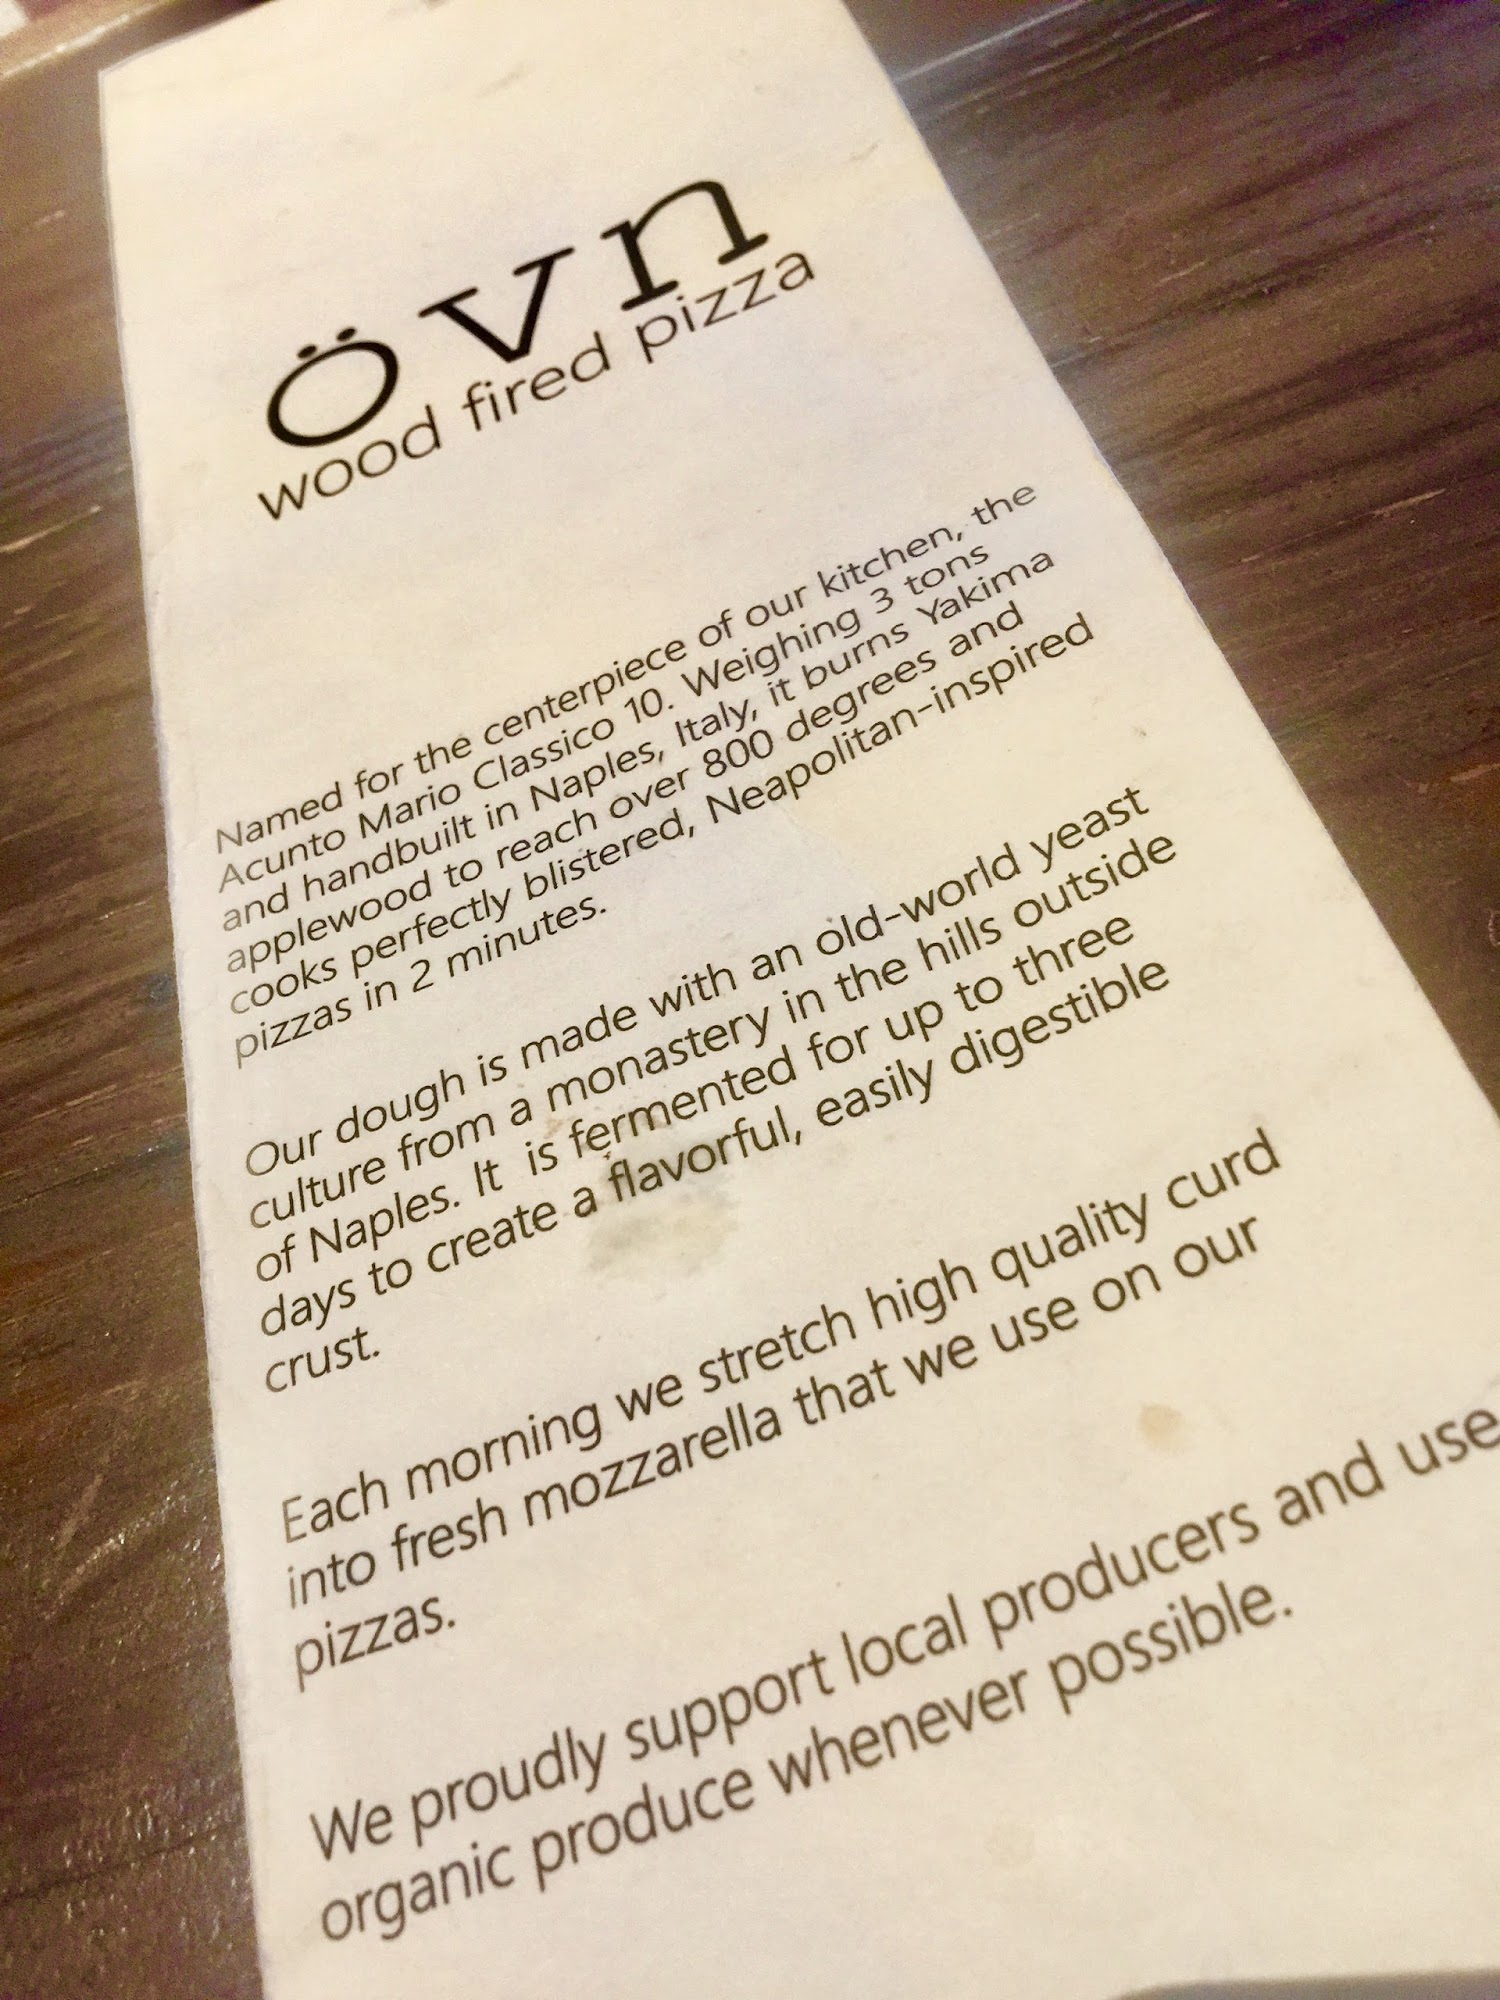 övn
wood fired pizza
Named for the centerpiece of our kitchen, the
Acunto Mario Classico 10. Weighing 3 tons
and handbuilt in Naples, Italy, it burns Yakima
applewood to reach over 800 degrees and
cooks perfectly blistered, Neapolitan-inspired
pizzas in 2 minutes.
Our dough is made with an old-world yeast
culture from a monastery in the hills outside
of Naples. It is fermented for up to three
days to create a flavorful, easily digestible
crust.
Each morning we stretch high quality curd
into fresh mozzarella that we use on our
pizzas.
We proudly support local producers and use
organic produce whenever possible.